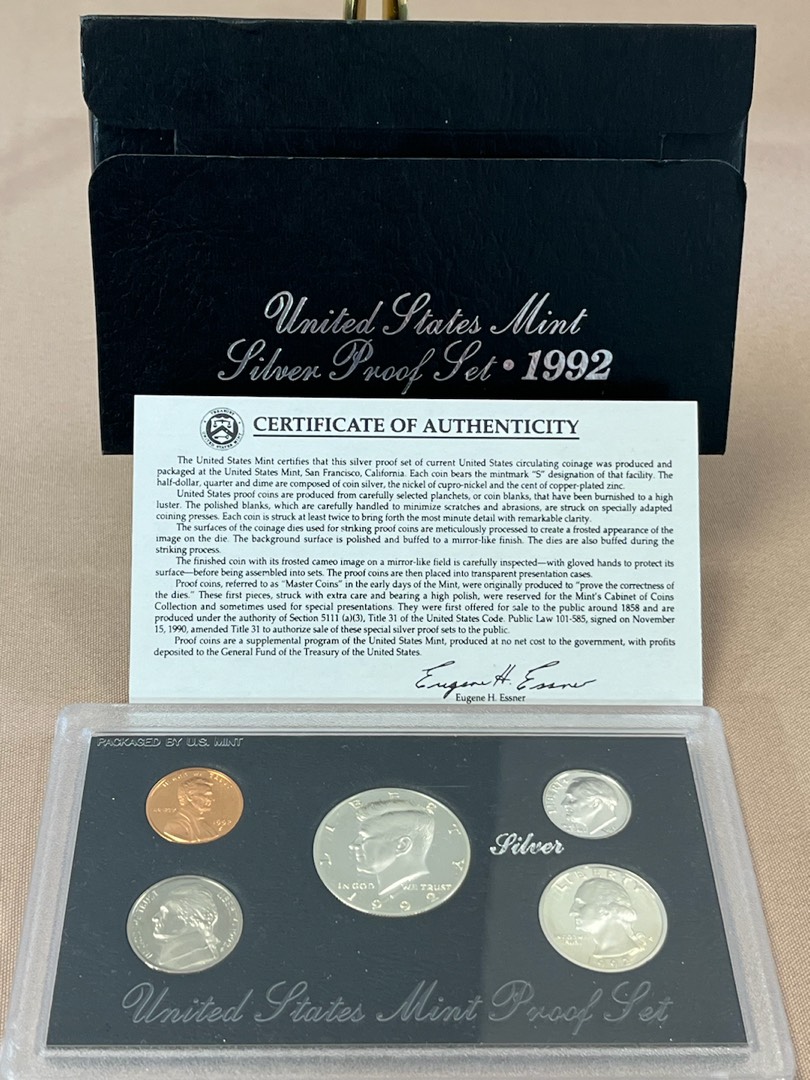 United States Mint
Silver Proof Set • 1992
CERTIFICATE OF AUTHENTICITY
The United States Mint certifies that this silver proof set of current United States circulating coinage was produced and
packaged at the United States Mint, San Francisco, California. Each coin bears the mintmark "S" designation of that facility. The
half-dollar, quarter and dime are composed of coin silver, the nickel of cupro-nickel and the cent of copper-plated zinc.
United States proof coins are produced from carefully selected planchets, or coin blanks, that have been burnished to a high
luster. The polished blanks, which are carefully handled to minimize scratches and abrasions, are struck on specially adapted
coining presses. Each coin is struck at least twice to bring forth the most minute detail with remarkable clarity.
The surfaces of the coinage dies used for striking proof coins are meticulously processed to create a frosted appearance of the
image on the die. The background surface is polished and buffed to a mirror-like finish. The dies are also buffed during the
striking process.
The finished coin with its frosted cameo image on a mirror-like field is carefully inspected—with gloved hands to protect its
surface—before being assembled into sets. The proof coins are then placed into transparent presentation cases.
Proof coins, referred to as "Master Coins" in the early days of the Mint, were originally produced to "prove the correctness of
the dies." These first pieces, struck with extra care and bearing a high polish, were reserved for the Mint's Cabinet of Coins
Collection and sometimes used for special presentations. They were first offered for sale to the public around 1858 and are
produced under the authority of Section 5111 (a)(3), Title 31 of the United States Code. Public Law 101-585, signed on November
15, 1990, amended Title 31 to authorize sale of these special silver proof sets to the public.
Proof coins are a supplemental program of the United States Mint, produced at no net cost to the government, with profits
deposited to the General Fund of the Treasury of the United States.
Eugene H. Essner
Eugene H. Essner
PACKAGED BY U.S. MINT
LIBERTY
1992
LIBERTY
IN GOD WE TRUST
1992
Silver
LIBERTY
United States Mint Proof Set